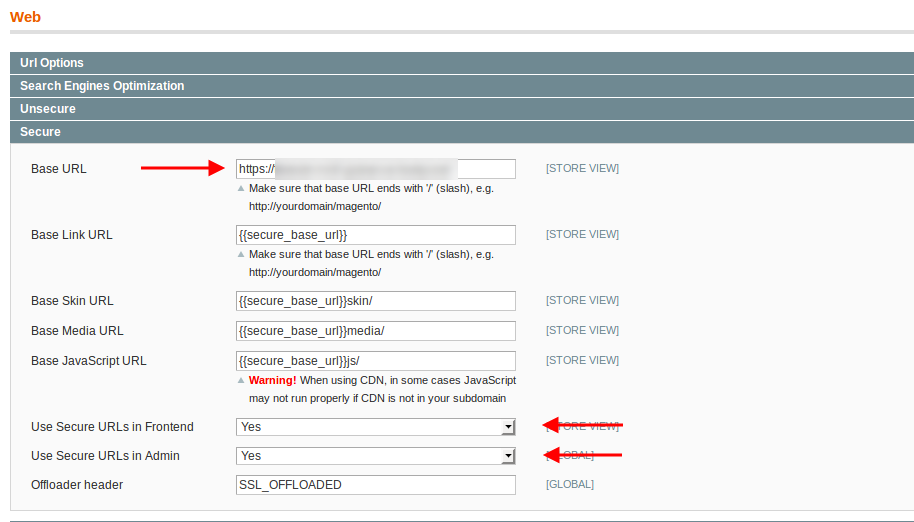 Web
Url Options
Search Engines Optimization
Unsecure
Secure
Base URL https:// [STORE VIEW]
Make sure that base URL ends with '/' (slash), e.g.
http://yourdomain/magento/
Base Link URL {{secure_base_url}} [STORE VIEW]
Make sure that base URL ends with '/' (slash), e.g.
http://yourdomain/magento/
Base Skin URL {{secure_base_url}}skin/ [STORE VIEW]
Base Media URL {{secure_base_url}}media/ [STORE VIEW]
Base JavaScript URL {{secure_base_url}}js/ [STORE VIEW]
Warning! When using CDN, in some cases JavaScript
may not run properly if CDN is not in your subdomain
Use Secure URLs in Frontend Yes [STORE VIEW]
Use Secure URLs in Admin Yes [GLOBAL]
Offloader header SSL_OFFLOADED [GLOBAL]